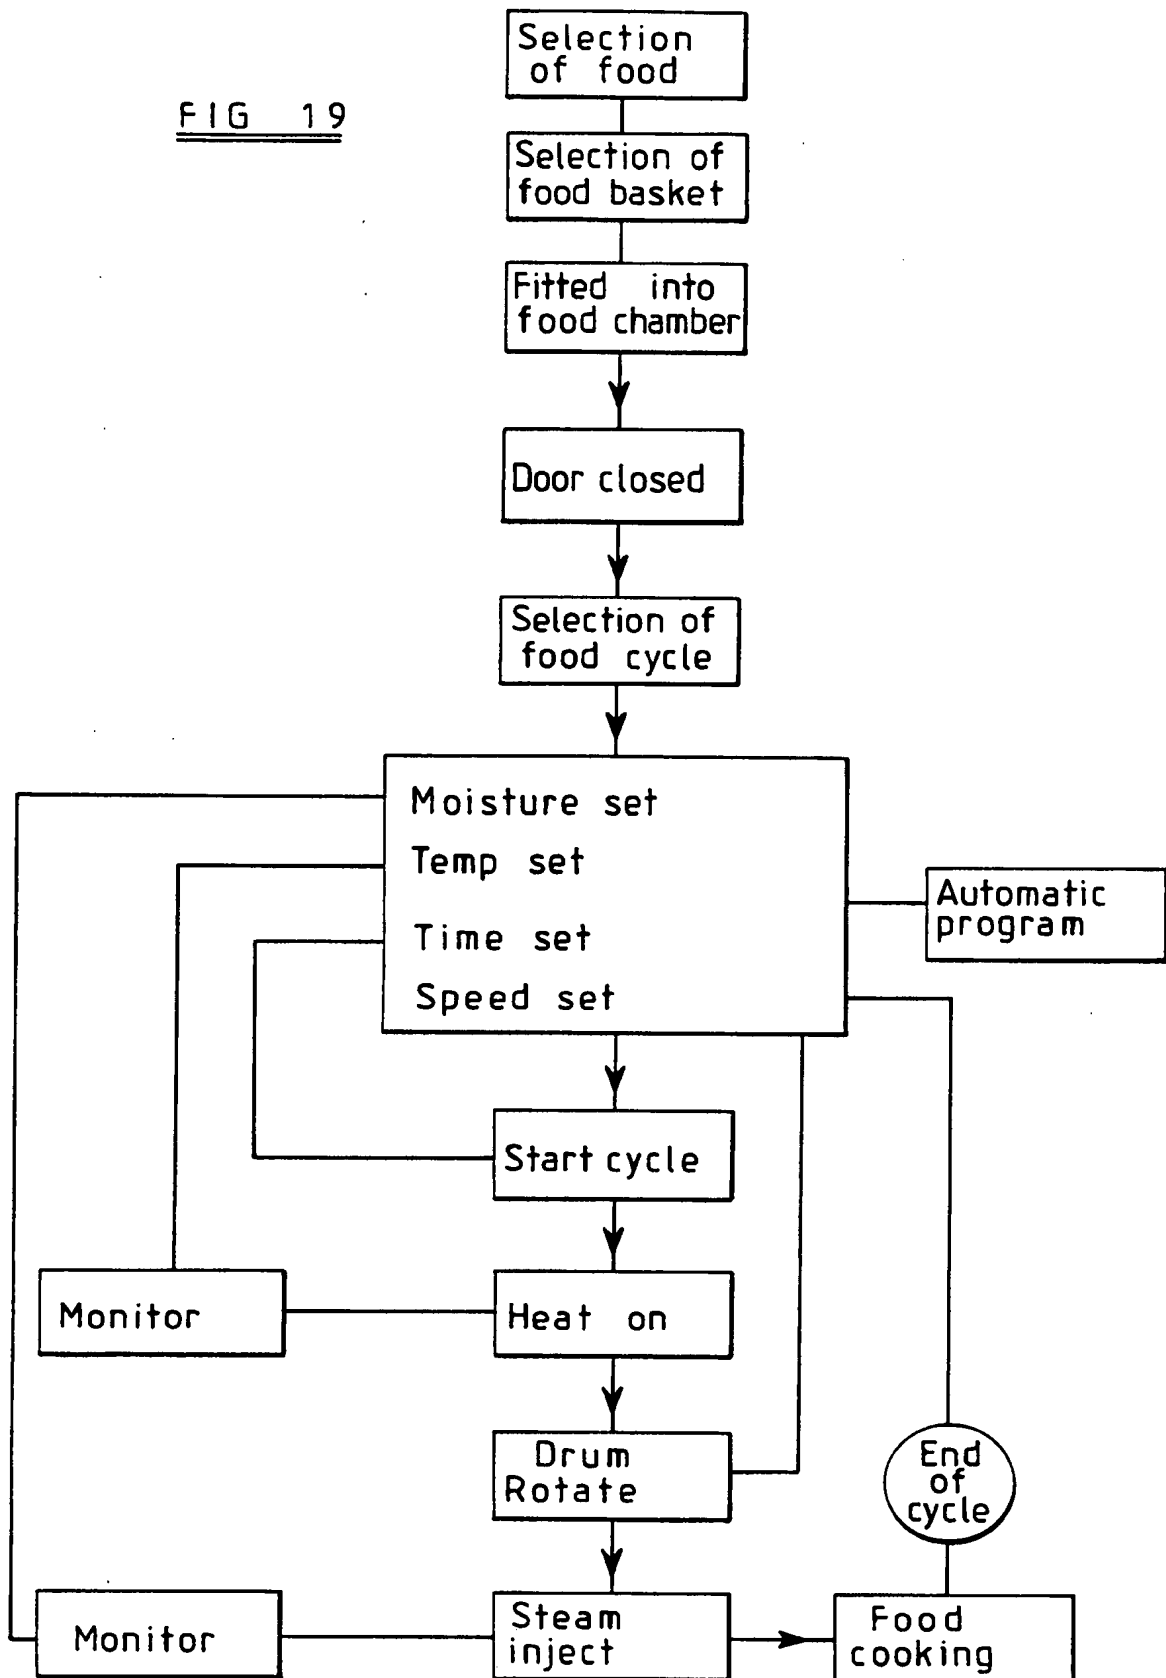 FIG 19
Selection
of food
Selection of
food basket
Fitted into
food chamber
Door closed
Selection of
food cycle
Moisture set
Temp set
Time set
Speed set
Automatic
program
Start cycle
Monitor
Heat on
Drum
Rotate
End
of
cycle
Monitor
Steam
inject
Food
cooking